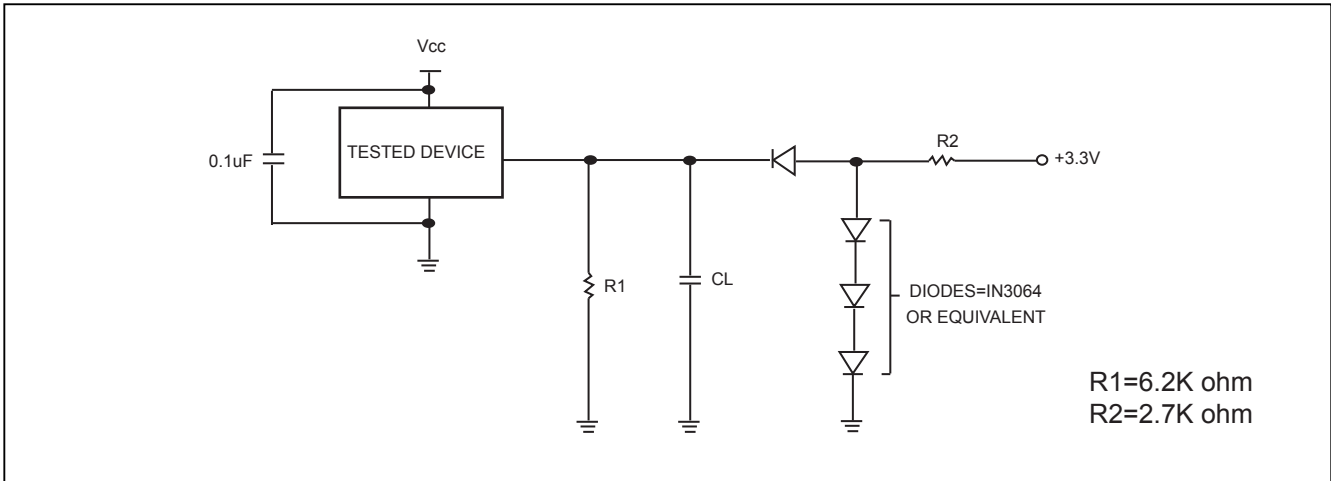 Vcc
0.1uF
TESTED DEVICE
R2
+3.3V
R1
CL
DIODES=IN3064
OR EQUIVALENT
R1=6.2K ohm
R2=2.7K ohm